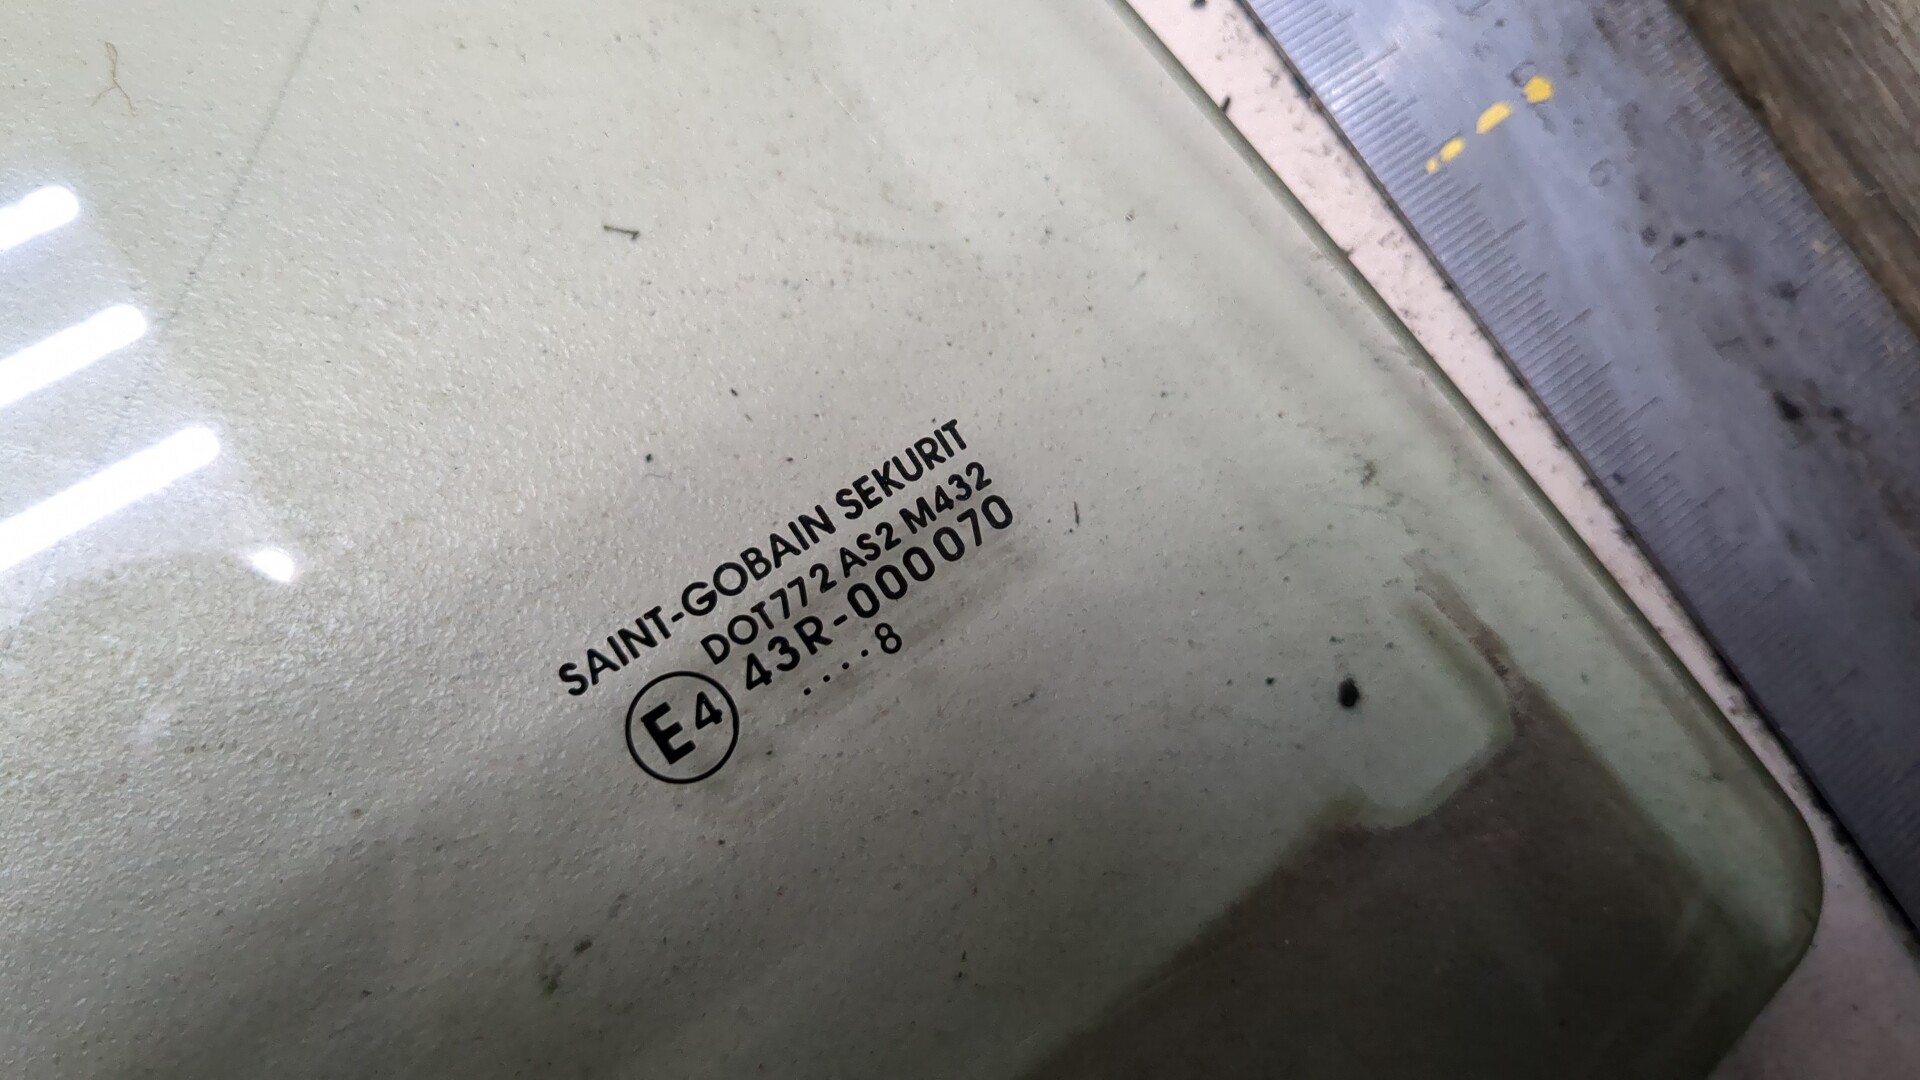 SAINT-GOBAIN SEKURIT
DOT772 AS2 M432
E4 43R-000070
....8